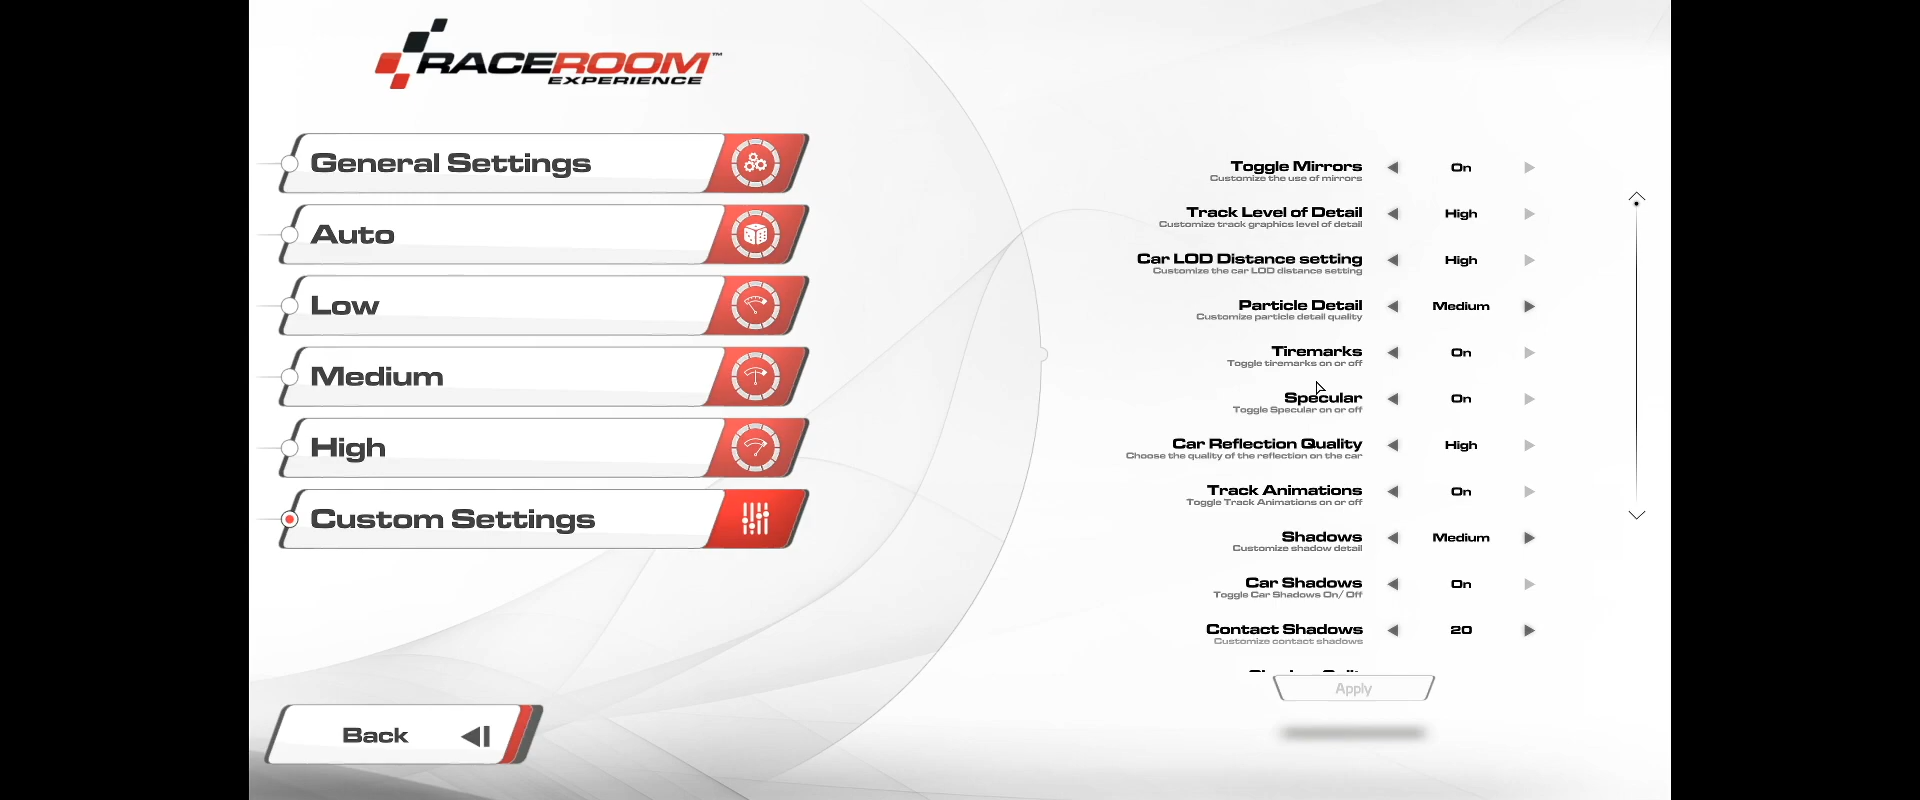 RACEROOM™
EXPERIENCE
General Settings
Auto
Low
Medium
High
Custom Settings
Back
Toggle Mirrors On
Customize the use of mirrors
Track Level of Detail High
Customize track graphics level of detail
Car LOD Distance setting High
Customize the car LOD distance setting
Particle Detail Medium
Customize particle detail quality
Tiremarks On
Toggle tiremarks on or off
Specular On
Toggle Specular on or off
Car Reflection Quality High
Choose the quality of the reflection on the car
Track Animations On
Toggle Track Animations on or off
Shadows Medium
Customize shadow detail
Car Shadows On
Toggle Car Shadows On/ Off
Contact Shadows 20
Customize contact shadows
Apply